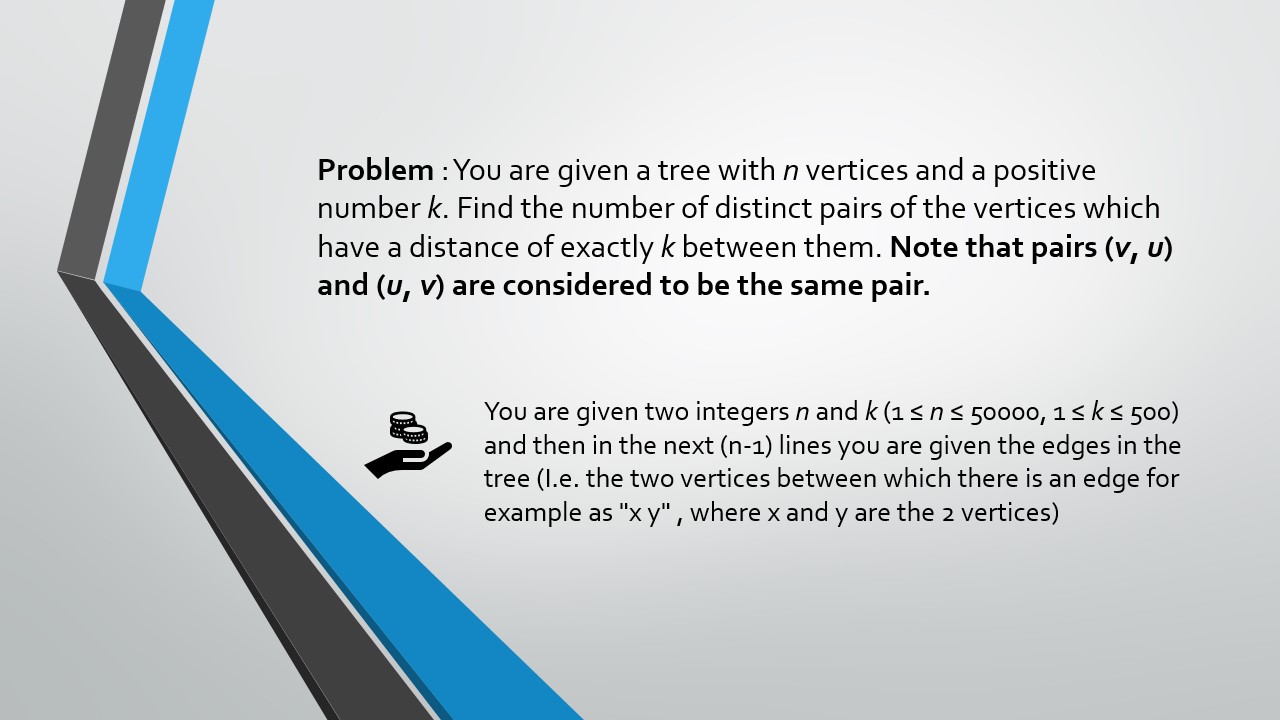 Problem : You are given a tree with n vertices and a positive
number k. Find the number of distinct pairs of the vertices which
have a distance of exactly k between them. Note that pairs (v, u)
and (u, v) are considered to be the same pair.
You are given two integers n and k (1 ≤ n ≤ 50000, 1 ≤ k ≤ 500)
and then in the next (n-1) lines you are given the edges in the
tree (I.e. the two vertices between which there is an edge for
example as "x y" , where x and y are the 2 vertices)